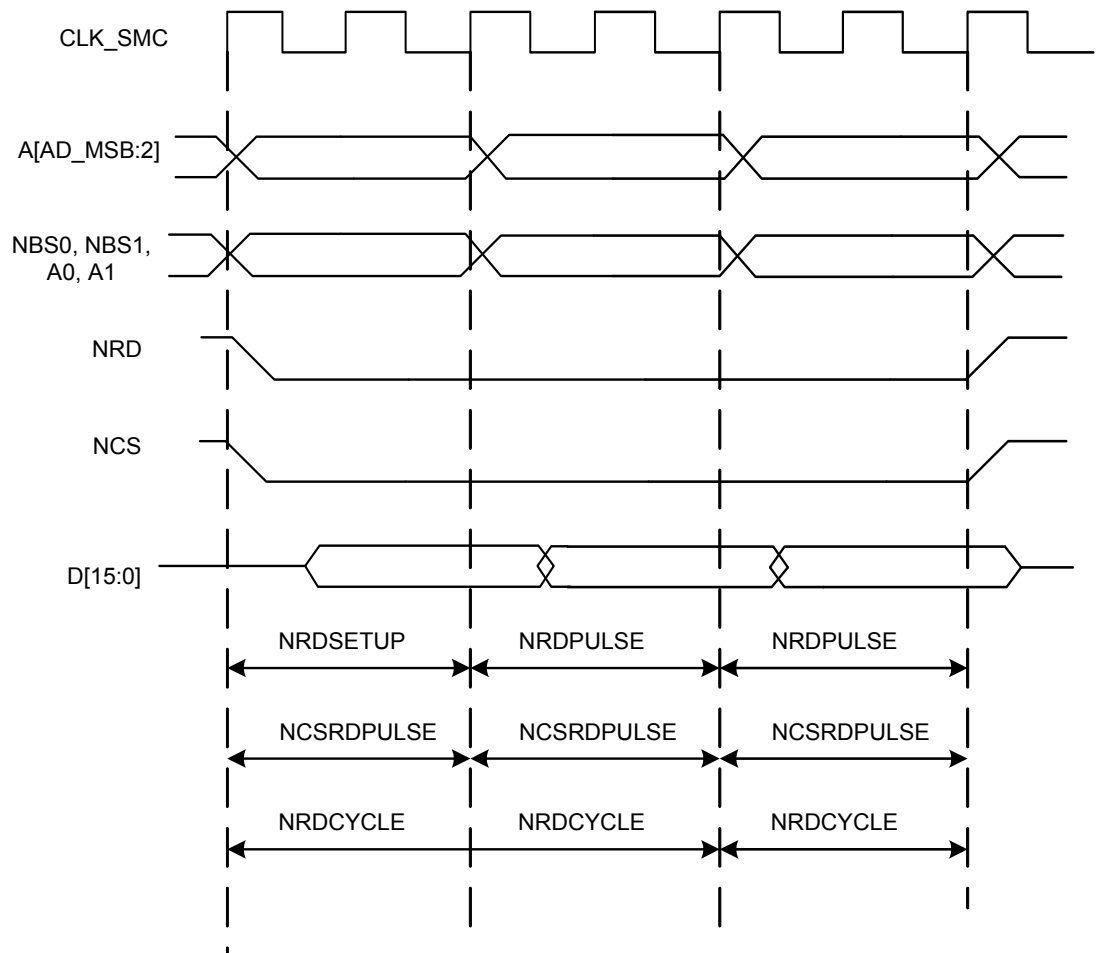 CLK_SMC
A[AD_MSB:2]
NBS0, NBS1,
A0, A1
NRD
NCS
D[15:0]
NRDSETUP NRDPULSE NRDPULSE
NCSRDPULSE NCSRDPULSE NCSRDPULSE
NRDCYCLE NRDCYCLE NRDCYCLE